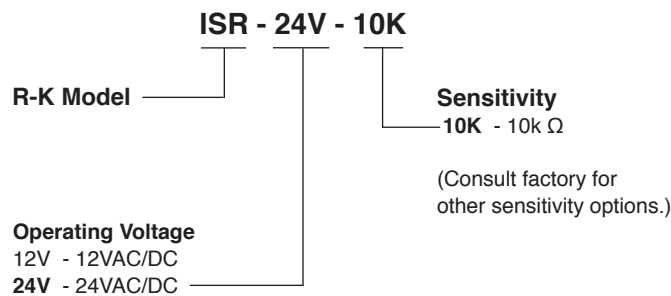 ISR - 24V - 10K
R-K Model
Sensitivity
10K - 10k Ω
(Consult factory for
other sensitivity options.)
Operating Voltage
12V - 12VAC/DC
24V - 24VAC/DC